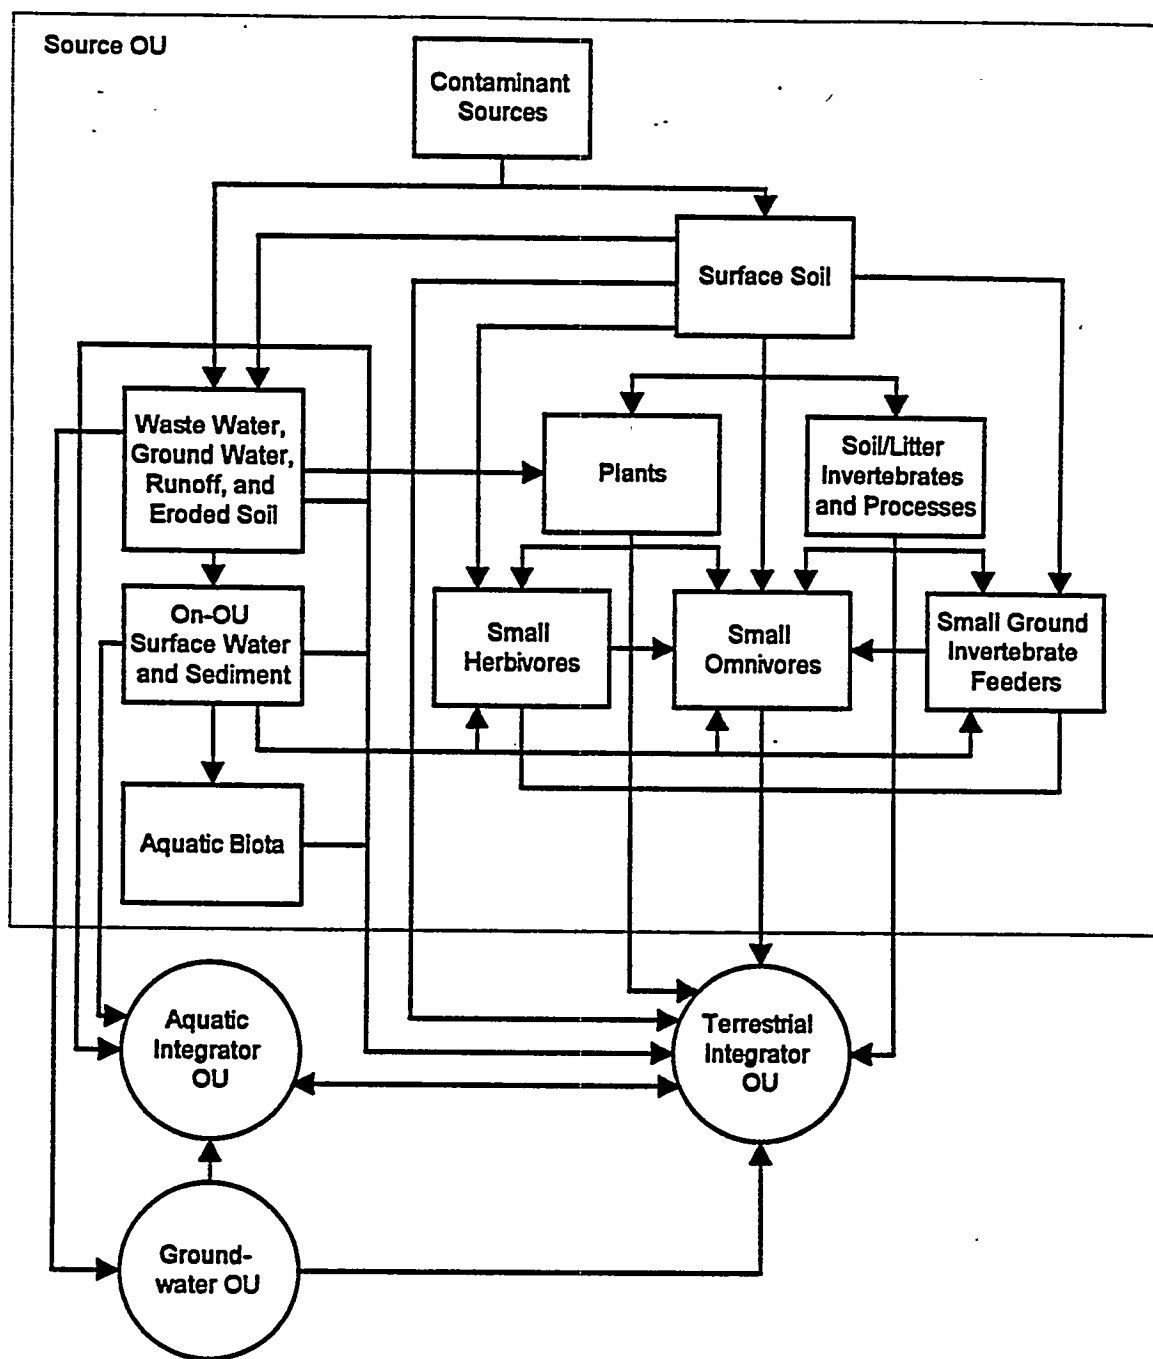 Source OU
Contaminant
Sources
Surface Soil
Waste Water,
Ground Water,
Runoff, and
Eroded Soil
Plants
Soil/Litter
Invertebrates
and Processes
On-OU
Surface Water
and Sediment
Small
Herbivores
Small
Omnivores
Small Ground
Invertebrate
Feeders
Aquatic Biota
Aquatic
Integrator
OU
Terrestrial
Integrator
OU
Ground-
water OU